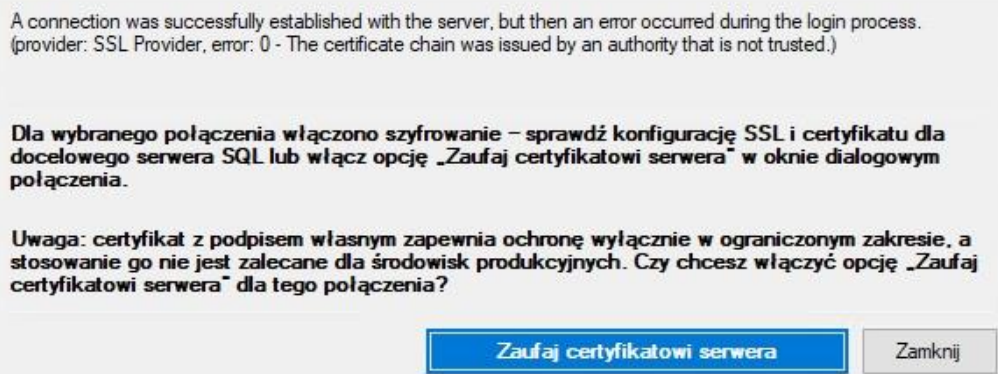 A connection was successfully established with the server, but then an error occurred during the login process.
(provider: SSL Provider, error: 0 - The certificate chain was issued by an authority that is not trusted.)
Dla wybranego połączenia włączono szyfrowanie – sprawdź konfigurację SSL i certyfikatu dla
docelowego serwera SQL lub włącz opcję „Zaufaj certyfikatowi serwera” w oknie dialogowym
połączenia.
Uwaga: certyfikat z podpisem własnym zapewnia ochronę wyłącznie w ograniczonym zakresie, a
stosowanie go nie jest zalecane dla środowisk produkcyjnych. Czy chcesz włączyć opcję „Zaufaj
certyfikatowi serwera” dla tego połączenia?
Zaufaj certyfikatowi serwera
Zamknij